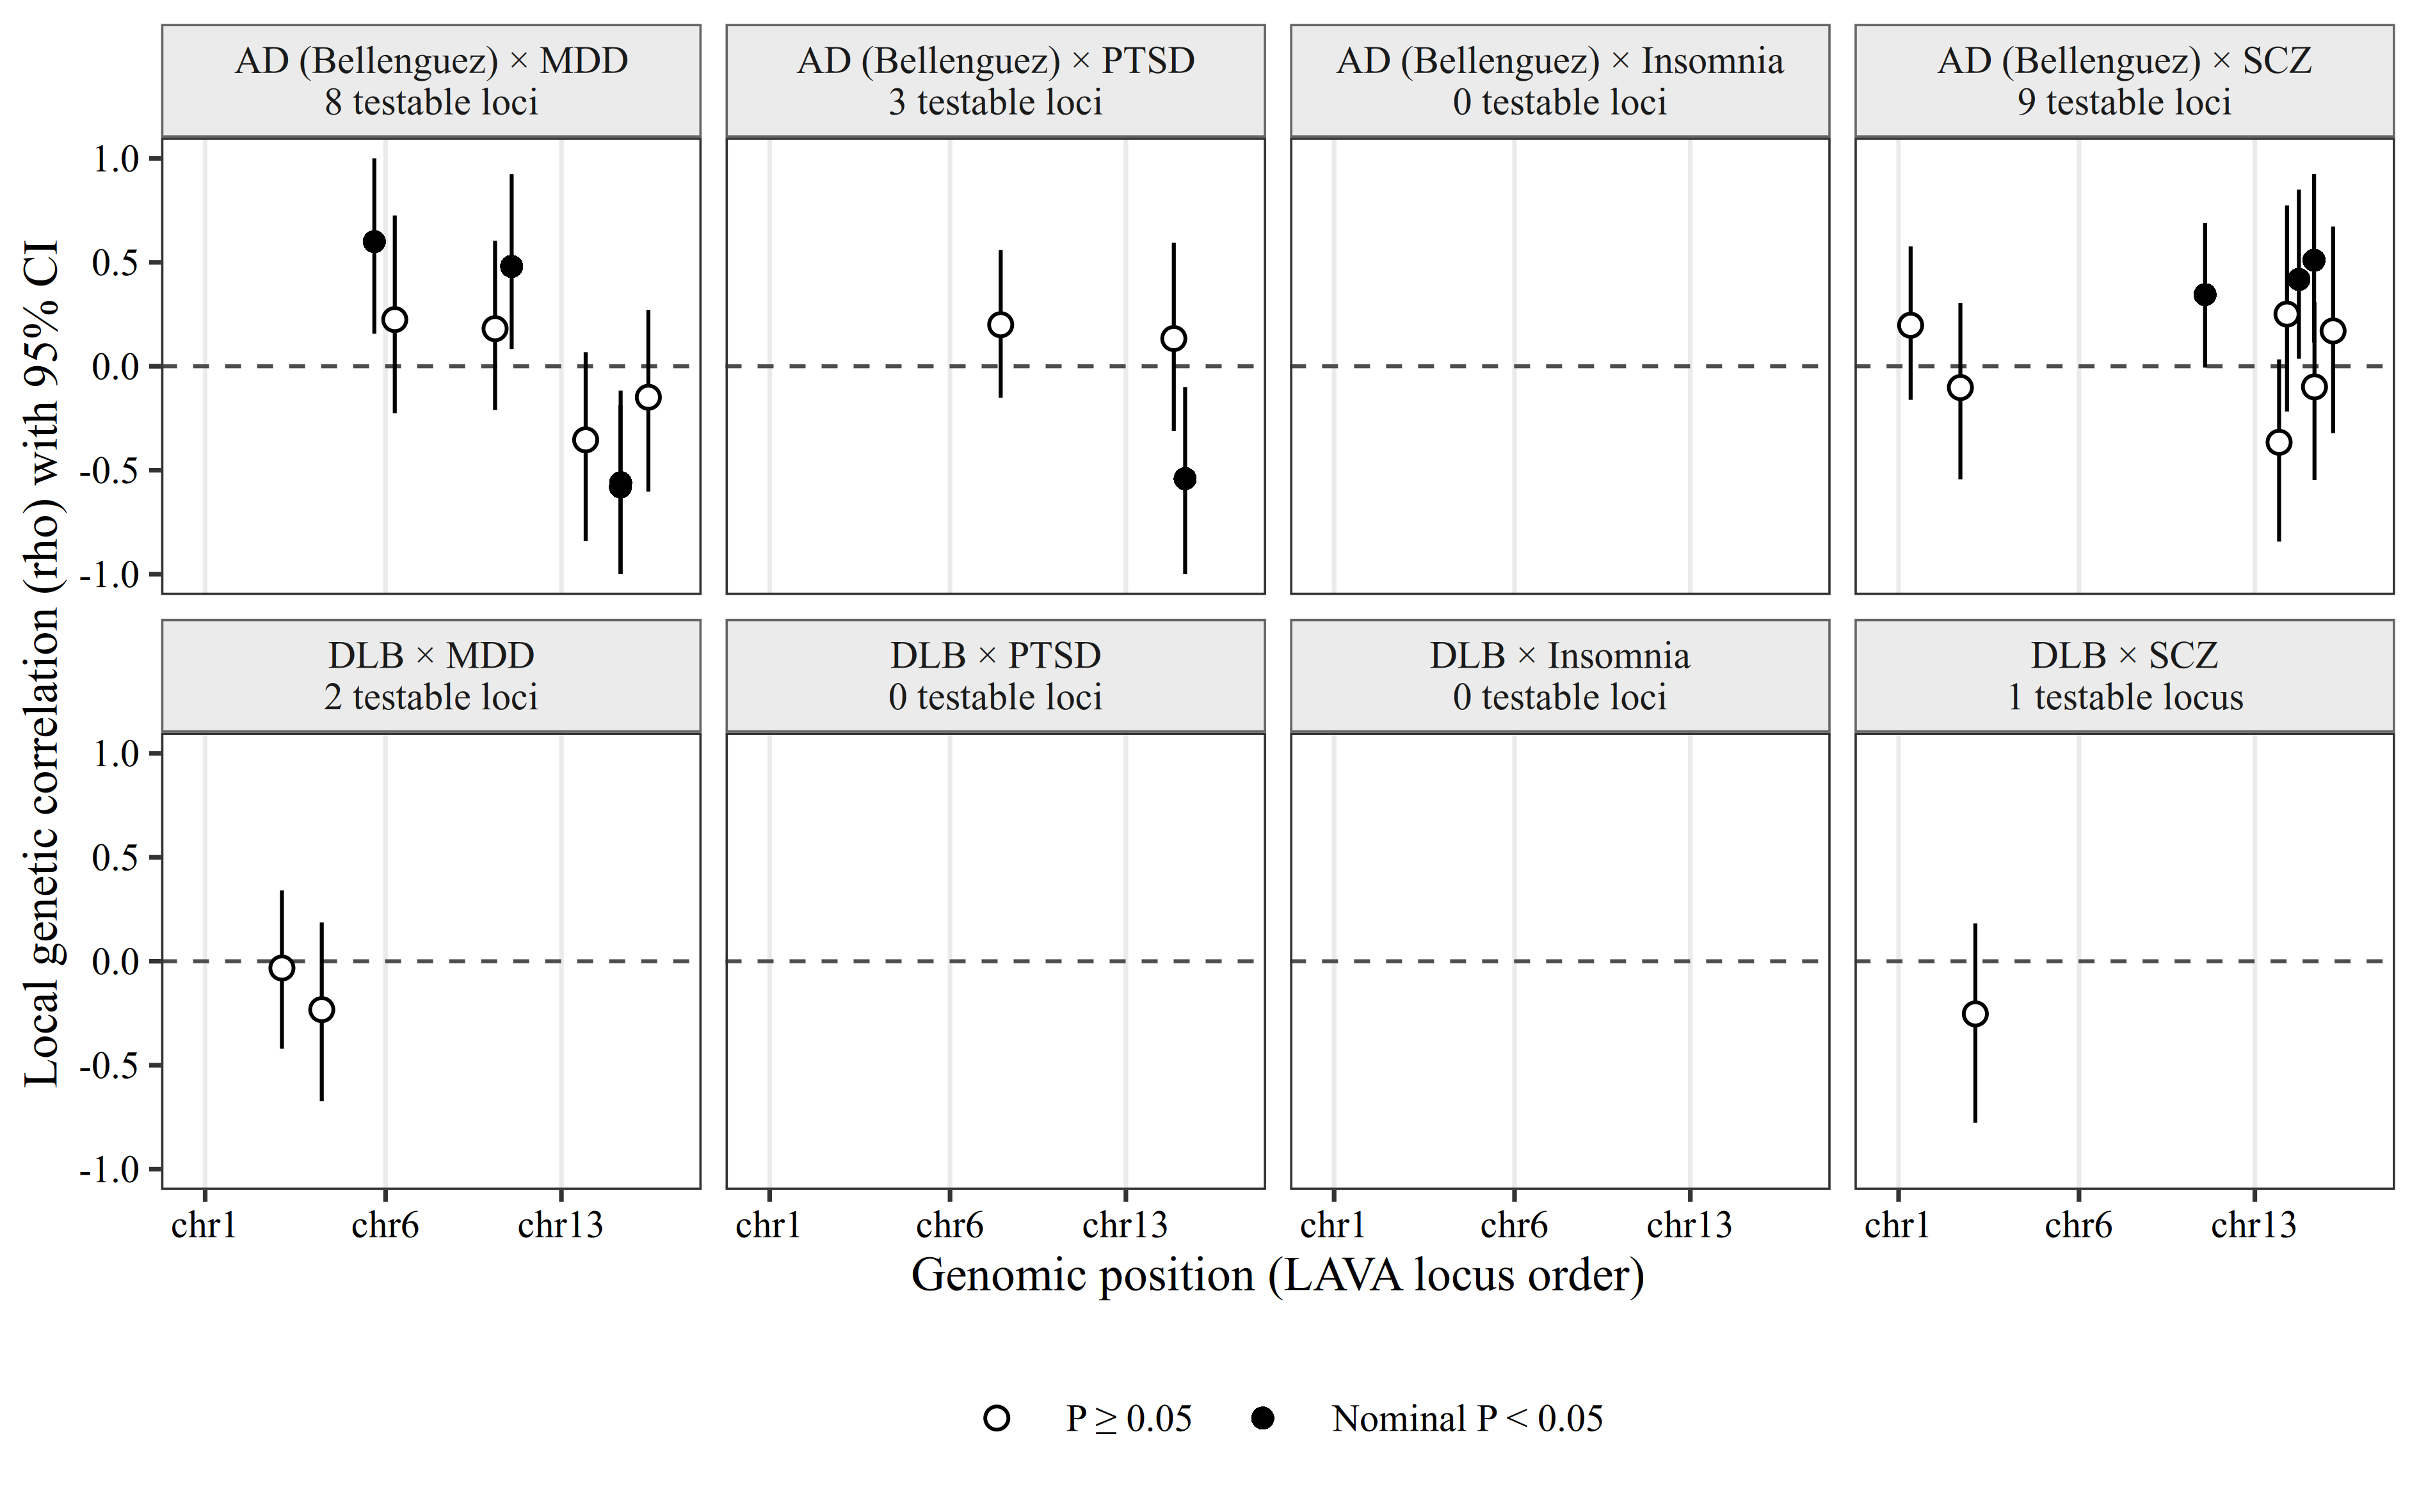 AD (Bellenguez) × MDD
8 testable loci
AD (Bellenguez) × PTSD
3 testable loci
AD (Bellenguez) × Insomnia
0 testable loci
AD (Bellenguez) × SCZ
9 testable loci
Local genetic correlation (rho) with 95% CI
1.0
0.5
0.0
-0.5
-1.0
DLB × MDD
2 testable loci
DLB × PTSD
0 testable loci
DLB × Insomnia
0 testable loci
DLB × SCZ
1 testable locus
1.0
0.5
0.0
-0.5
-1.0
chr1 chr6 chr13
chr1 chr6 chr13
chr1 chr6 chr13
chr1 chr6 chr13
Genomic position (LAVA locus order)
P ≥ 0.05
Nominal P < 0.05